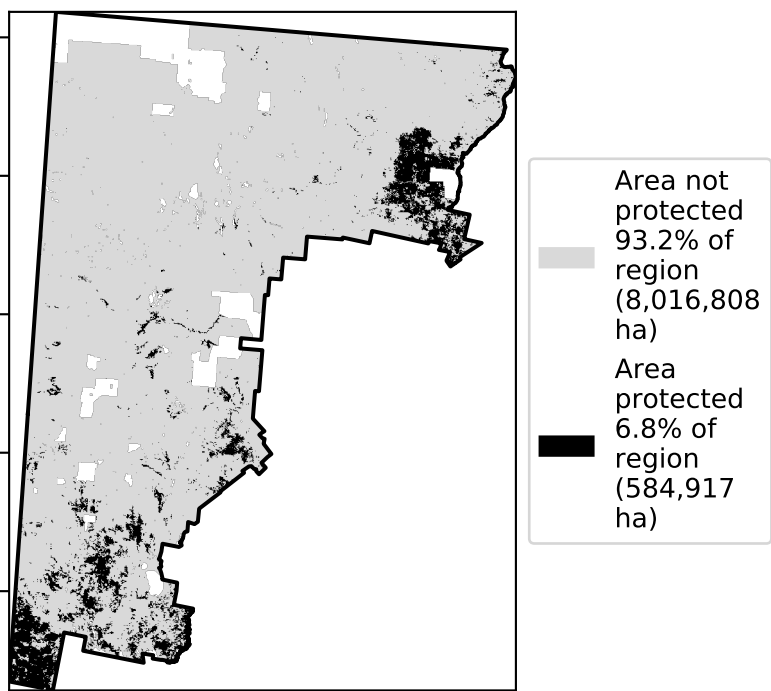 Area not
protected
93.2% of
region
(8,016,808
ha)
Area
protected
6.8% of
region
(584,917
ha)